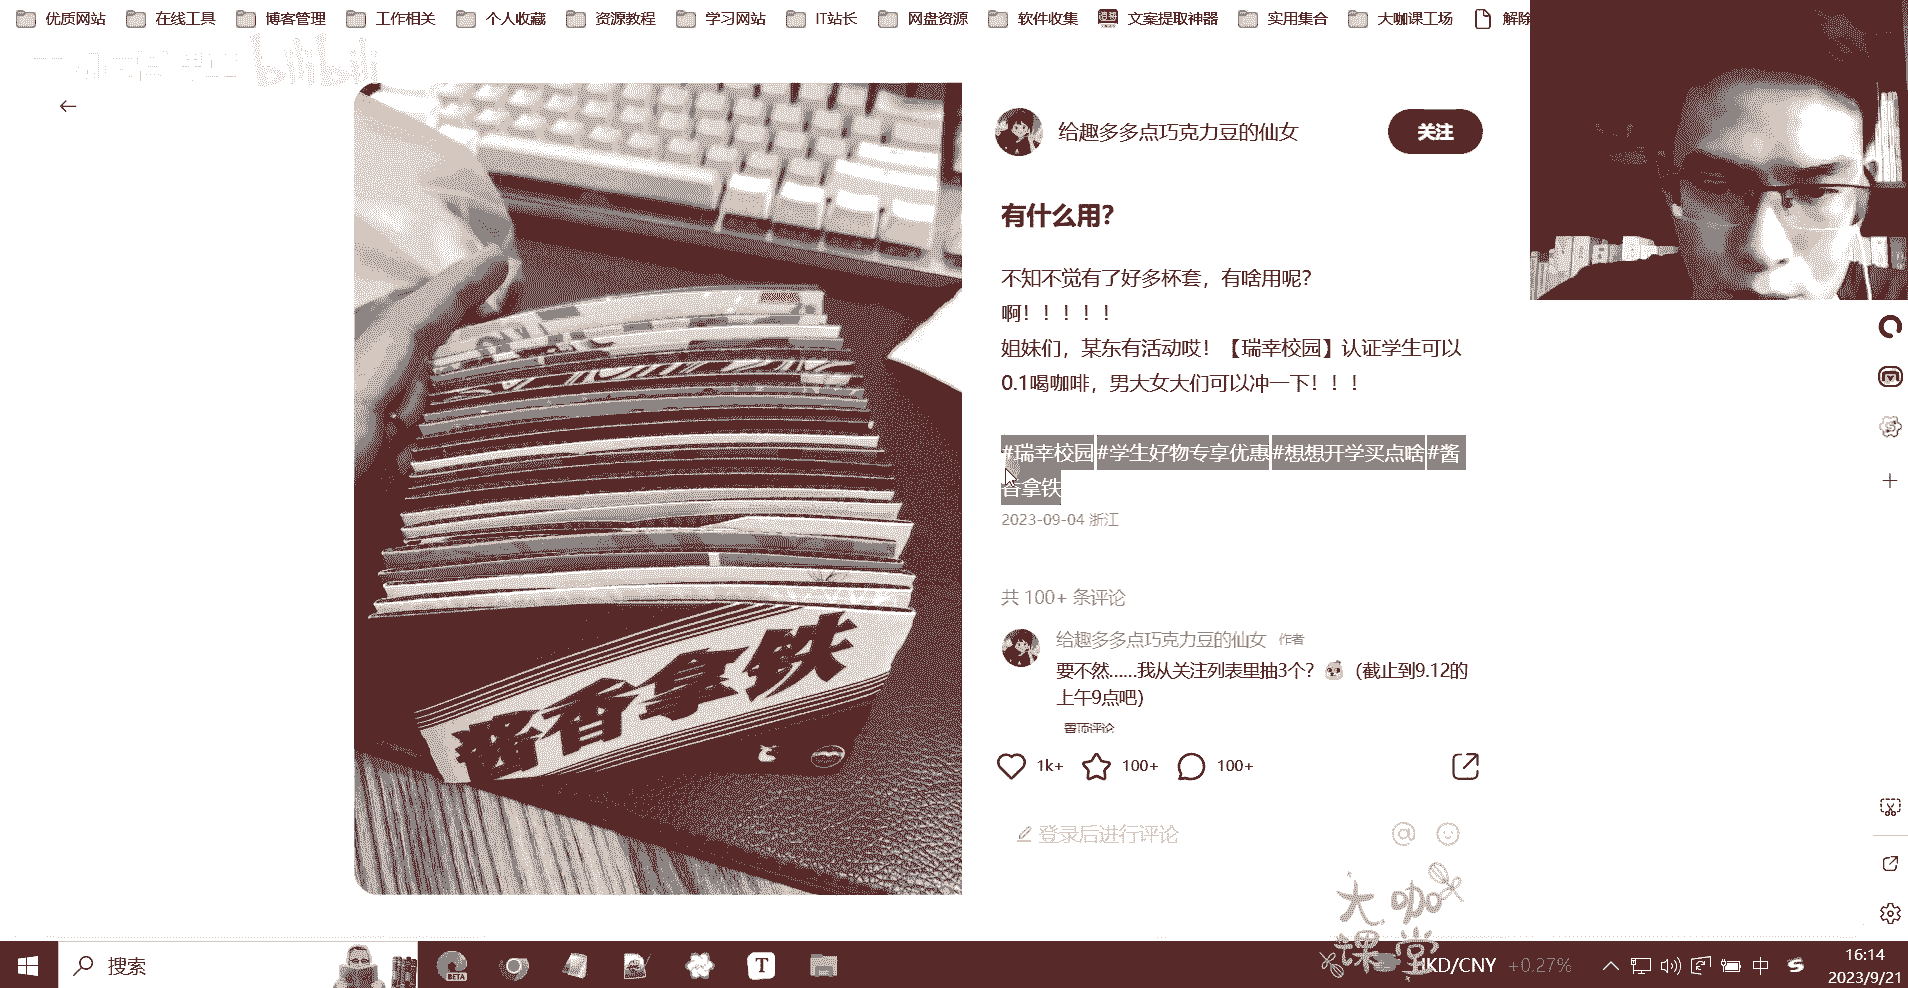 优质网站
在线工具
博客管理
工作相关
个人收藏
资源教程
学习网站
IT站长
网盘资源
软件收集
文案提取神器
实用集合
大咖课工场
解除
bilibili
给趣多多点巧克力豆的仙女
关注
有什么用？
不知不觉有了好多杯套，有啥用呢？
啊！！！！！
姐妹们，某东有活动哎！【瑞幸校园】认证学生可以
0.1喝咖啡，男大女大们可以冲一下！！！
#瑞幸校园 #学生好物专享优惠 #想想开学买点啥 #酱
香拿铁
2023-09-04 浙江
共 100+ 条评论
给趣多多点巧克力豆的仙女 作者
要不然......我从关注列表里抽3个？（截止到9.12的
上午9点吧）
置顶评论
1k+
100+
100+
登录后进行评论
酱香拿铁
大咖
课堂
搜索
BETA
T
HKD/CNY +0.27%
中
16:14
2023/9/21